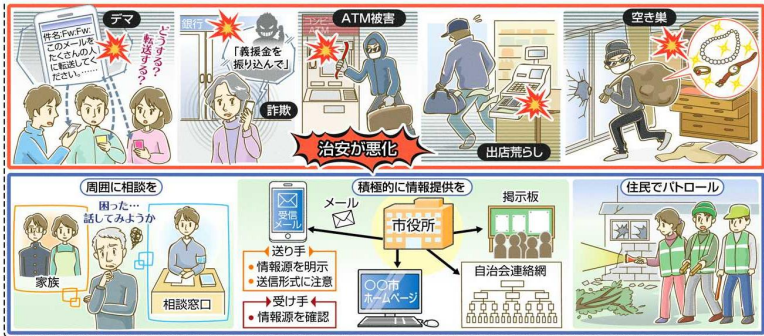 デマ
件名:Fw:Fw:
このメールを
たくさんの人
に転送してく
ださい。……
どうする?
転送する?
銀行
「義援金を
振り込んで」
詐欺
ATM被害
コンビニ
ATM
出店荒らし
空き巣
治安が悪化
周囲に相談を
困った…
話してみようか
家族
相談窓口
積極的に情報提供を
受信
メール
メール
市役所
掲示板
送り手
・情報源を明示
・送信形式に注意
受け手
・情報源を確認
〇〇市
ホームページ
自治会連絡網
住民でパトロール